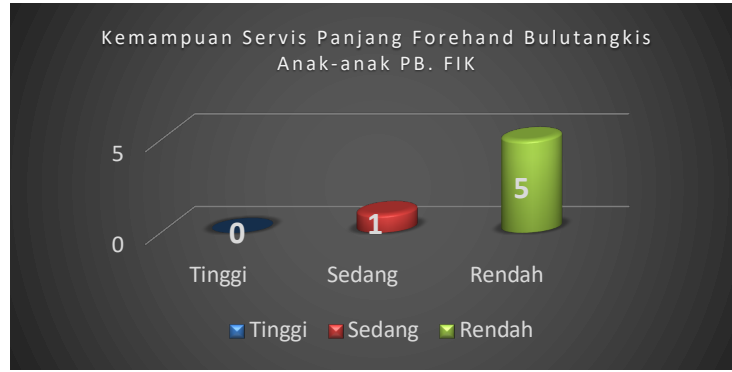 Kemampuan Servis Panjang Forehand Bulutangkis
Anak-anak PB. FIK
5
0
0
1
5
Tinggi Sedang Rendah
Tinggi Sedang Rendah